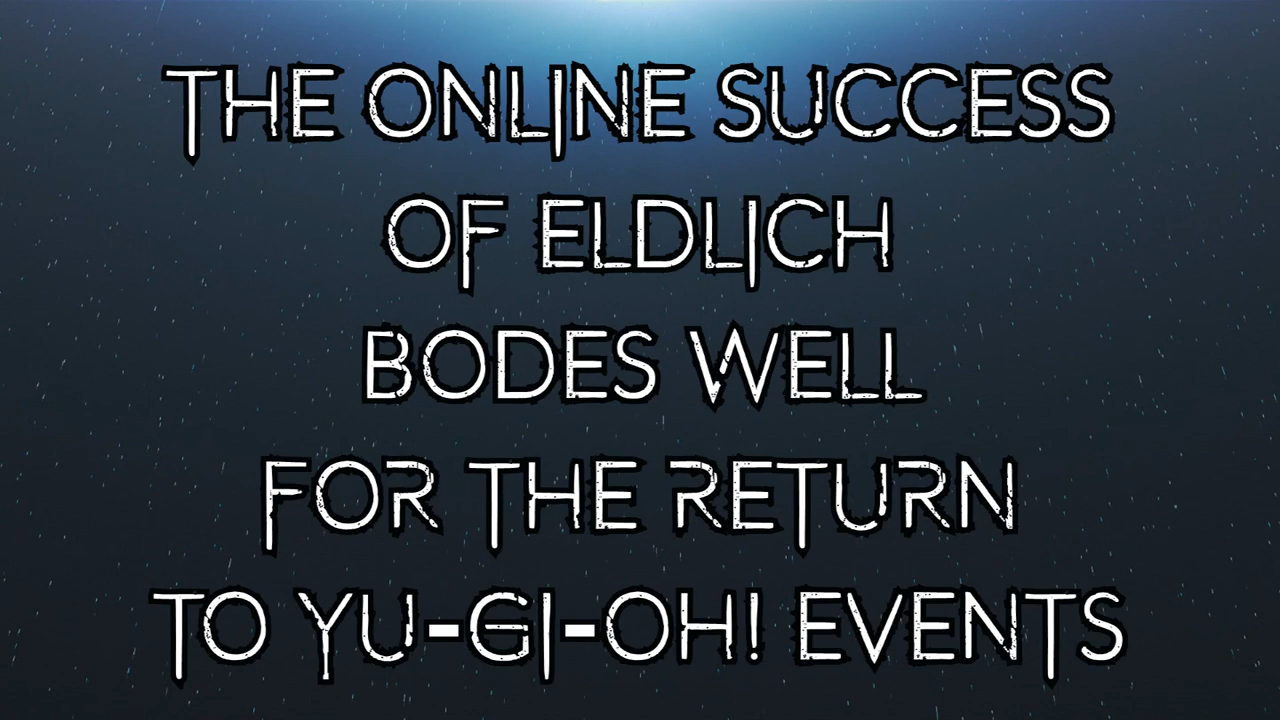 THE ONLINE SUCCESS
OF ELDLICH
BODES WELL
FOR THE RETURN
TO YU-GI-OH! EVENTS